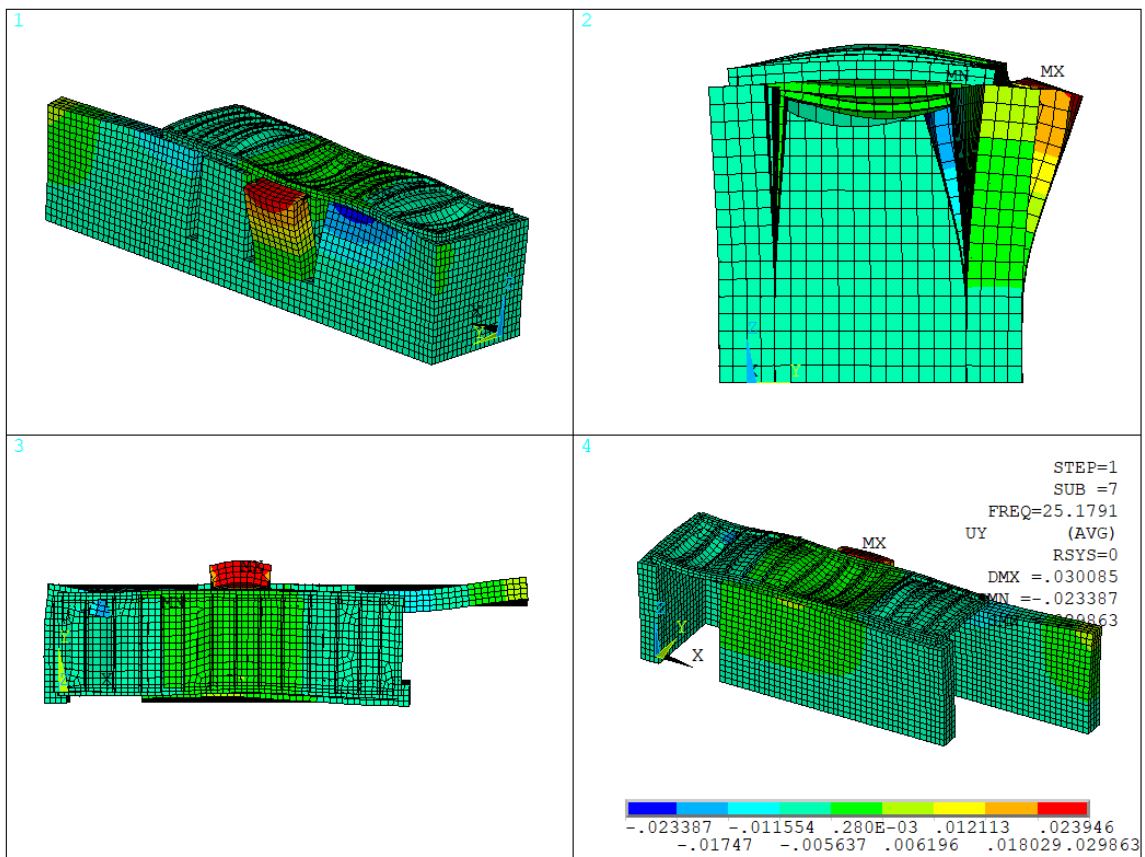 1
2
MN
MX
Z
Y
3
X
4
STEP=1
SUB =7
FREQ=25.1791
UY (AVG)
RSYS=0
DMX =.030085
=-.023387
MX
Z
Y
X
-.023387 -.011554 .280E-03 .012113 .023946
-.01747 -.005637 .006196 .018029 .029863